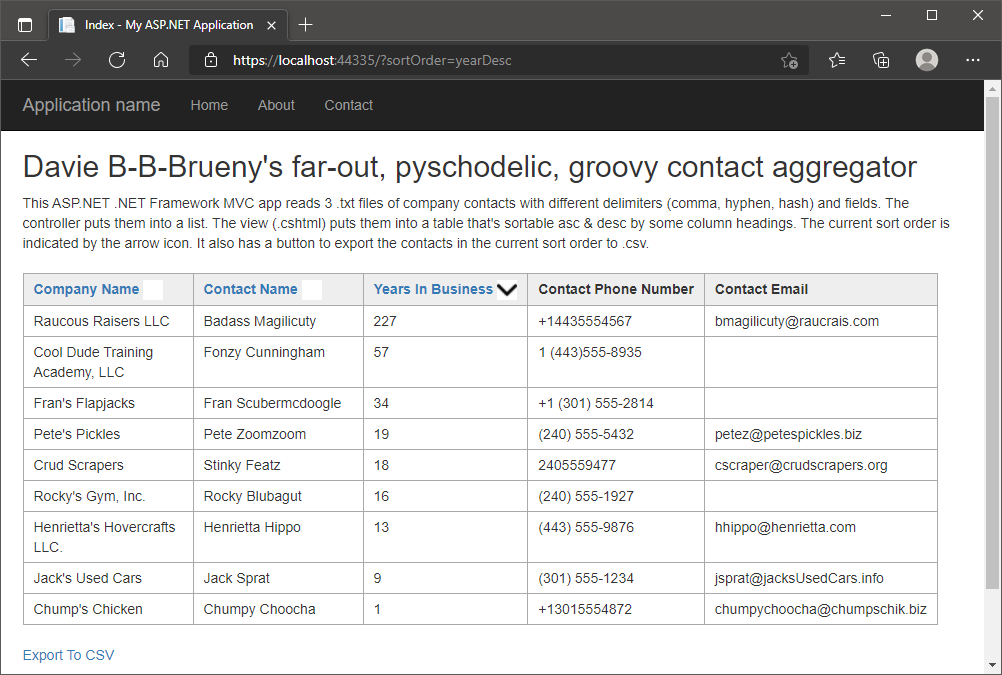 Index - My ASP.NET Application
https://localhost:44335/?sortOrder=yearDesc
Application name Home About Contact
Davie B-B-Brueny's far-out, pyschodelic, groovy contact aggregator
This ASP.NET .NET Framework MVC app reads 3 .txt files of company contacts with different delimiters (comma, hyphen, hash) and fields. The
controller puts them into a list. The view (.cshtml) puts them into a table that's sortable asc & desc by some column headings. The current sort order is
indicated by the arrow icon. It also has a button to export the contacts in the current sort order to .csv.
Company Name Contact Name Years In Business Contact Phone Number Contact Email
Raucous Raisers LLC Badass Magilicuty 227 +14435554567 bmagilicuty@raucrais.com
Cool Dude Training Fonzy Cunningham 57 1 (443)555-8935
Academy, LLC
Fran's Flapjacks Fran Scubermcdoogle 34 +1 (301) 555-2814
Pete's Pickles Pete Zoomzoom 19 (240) 555-5432 petez@petespickles.biz
Crud Scrapers Stinky Featz 18 2405559477 cscraper@crudscrapers.org
Rocky's Gym, Inc. Rocky Blubagut 16 (240) 555-1927
Henrietta's Hovercrafts Henrietta Hippo 13 (443) 555-9876 hhippo@henrietta.com
LLC.
Jack's Used Cars Jack Sprat 9 (301) 555-1234 jsprat@jacksUsedCars.info
Chump's Chicken Chumpy Choocha 1 +13015554872 chumpychoocha@chumpschik.biz
Export To CSV